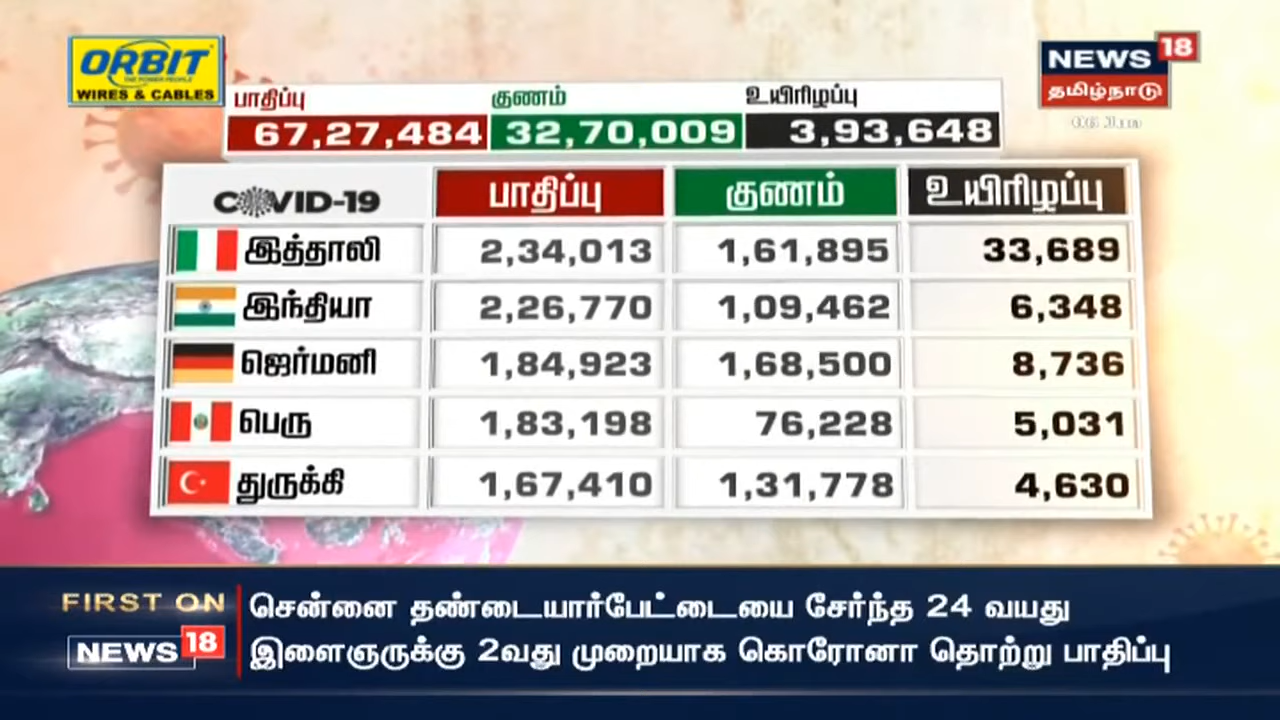 ORBIT
THE POWER PEOPLE
WIRES & CABLES
NEWS 18
தமிழ்நாடு
பாதிப்பு குணம் உயிரிழப்பு
67,27,484 32,70,009 3,93,648
COVID-19 பாதிப்பு குணம் உயிரிழப்பு
இத்தாலி 2,34,013 1,61,895 33,689
இந்தியா 2,26,770 1,09,462 6,348
ஜெர்மனி 1,84,923 1,68,500 8,736
பெரு 1,83,198 76,228 5,031
துருக்கி 1,67,410 1,31,778 4,630
FIRST ON
NEWS 18
சென்னை தண்டையார்பேட்டையை சேர்ந்த 24 வயது
இளைஞருக்கு 2வது முறையாக கொரோனா தொற்று பாதிப்பு